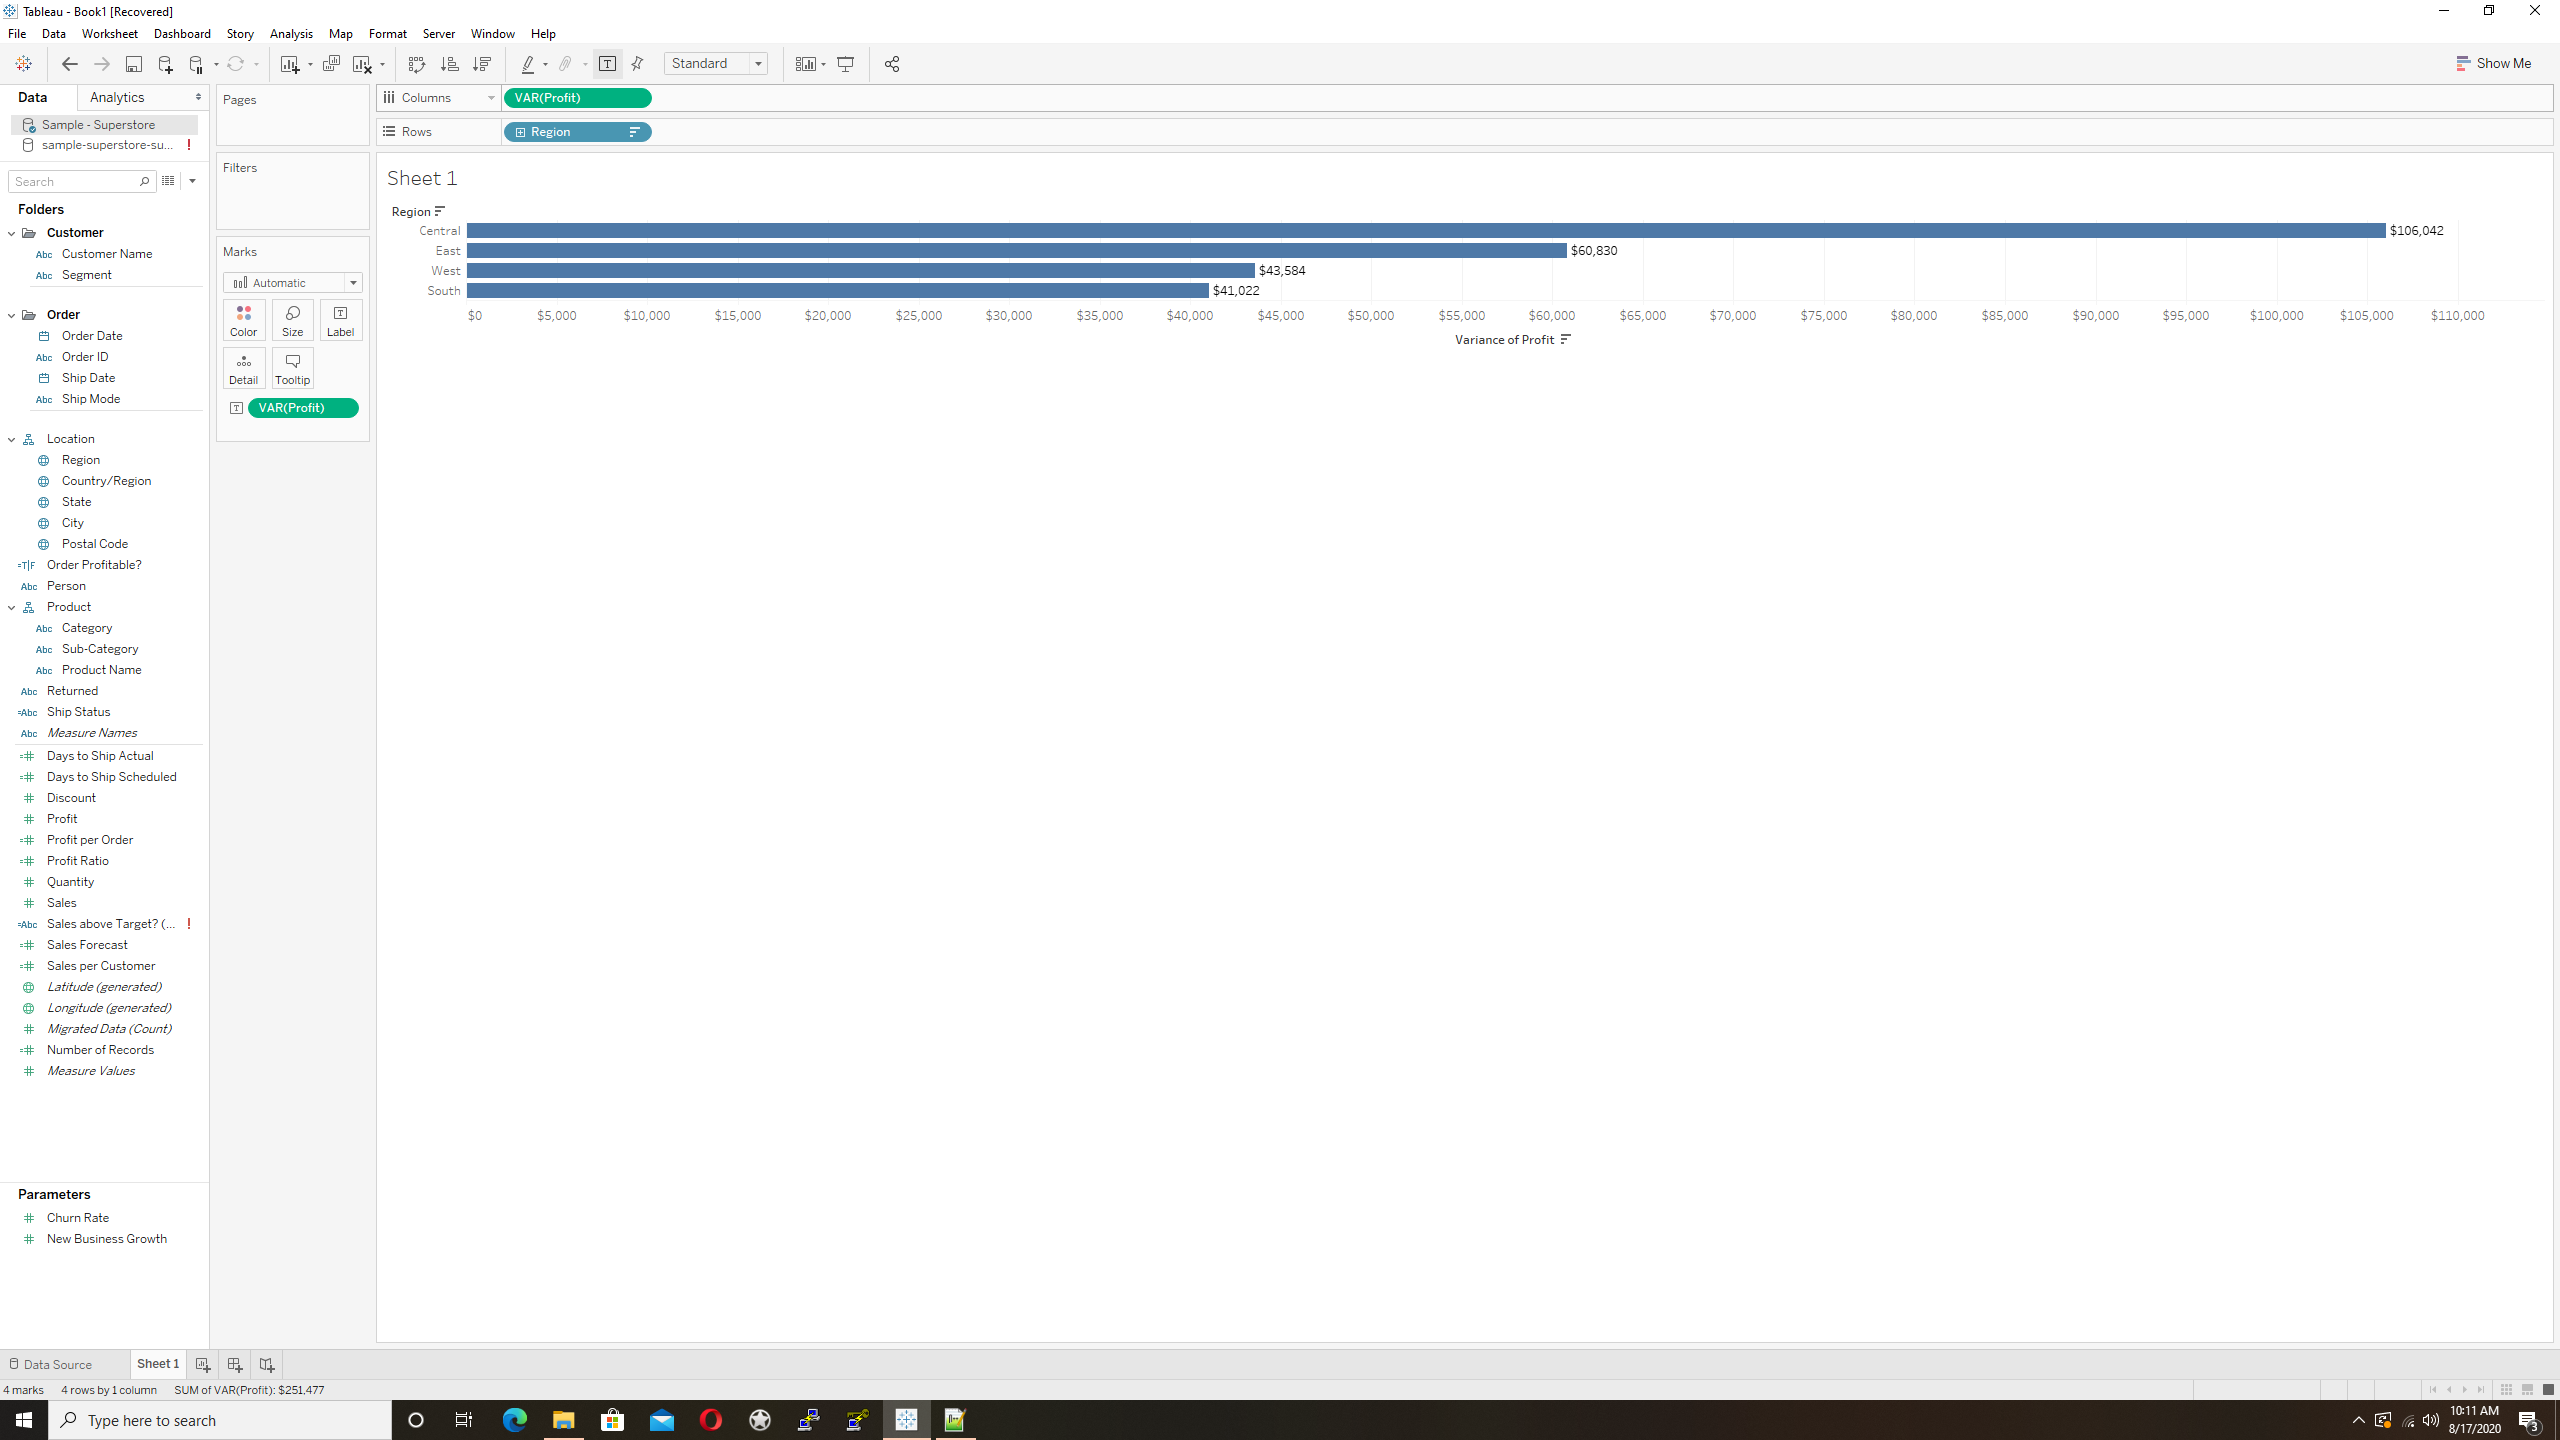 Tableau - Book1 [Recovered]
File Data Worksheet Dashboard Story Analysis Map Format Server Window Help
Standard
Show Me
Data Analytics
Sample - Superstore
sample-superstore-su... !
Search
Folders
Customer
Abc Customer Name
Abc Segment
Order
Order Date
Abc Order ID
Ship Date
Abc Ship Mode
Location
Region
Country/Region
State
City
Postal Code
=T|F Order Profitable?
Abc Person
Product
Abc Category
Abc Sub-Category
Abc Product Name
Abc Returned
=Abc Ship Status
Abc Measure Names
=# Days to Ship Actual
=# Days to Ship Scheduled
# Discount
# Profit
=# Profit per Order
=# Profit Ratio
# Quantity
# Sales
=Abc Sales above Target? (... !
=# Sales Forecast
=# Sales per Customer
Latitude (generated)
Longitude (generated)
# Migrated Data (Count)
=# Number of Records
# Measure Values
Parameters
# Churn Rate
# New Business Growth
Pages
Filters
Marks
Automatic
Color Size T Label
Detail Tooltip
T VAR(Profit)
Columns VAR(Profit)
Rows Region
Sheet 1
Region
Central $106,042
East $60,830
West $43,584
South $41,022
$0 $5,000 $10,000 $15,000 $20,000 $25,000 $30,000 $35,000 $40,000 $45,000 $50,000 $55,000 $60,000 $65,000 $70,000 $75,000 $80,000 $85,000 $90,000 $95,000 $100,000 $105,000 $110,000
Variance of Profit
Data Source Sheet 1
4 marks 4 rows by 1 column SUM of VAR(Profit): $251,477
Type here to search
10:11 AM
8/17/2020
3